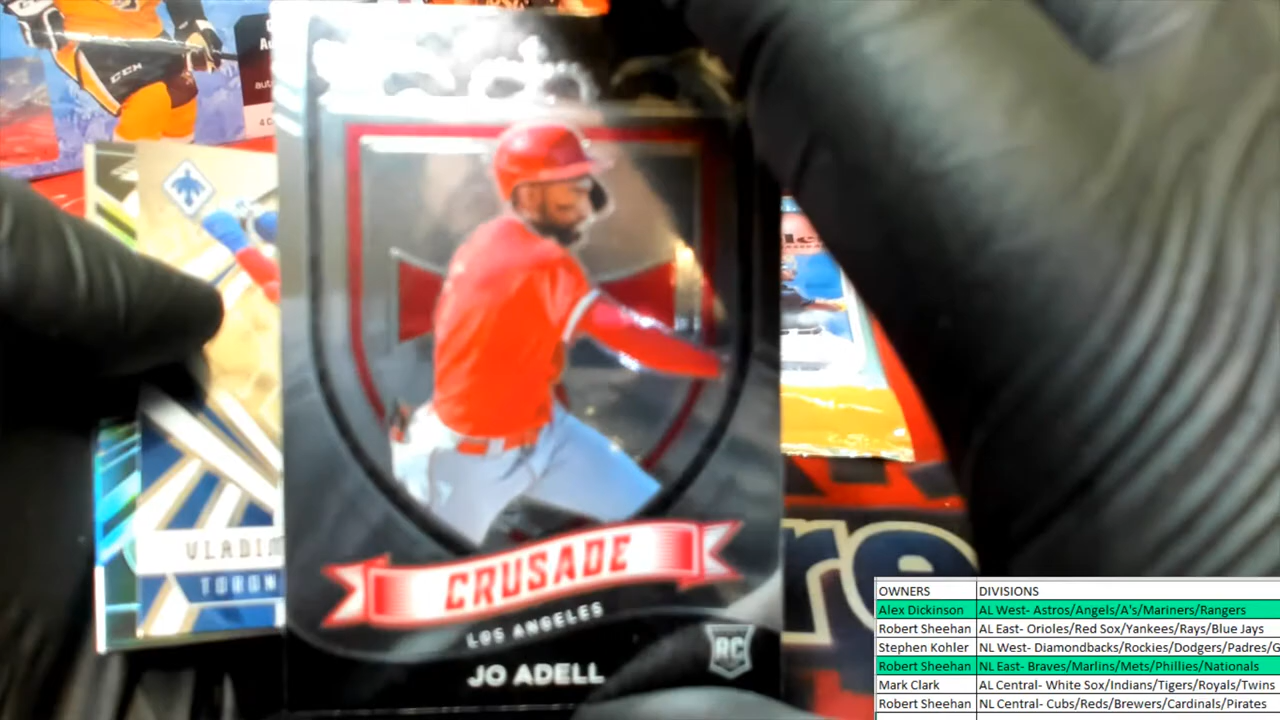 CCM
CRUSADE
LOS ANGELES
JO ADELL
RC
VLADIM
TORON
re
OWNERS DIVISIONS
Alex Dickinson AL West- Astros/Angels/A's/Mariners/Rangers
Robert Sheehan AL East- Orioles/Red Sox/Yankees/Rays/Blue Jays
Stephen Kohler NL West- Diamondbacks/Rockies/Dodgers/Padres/G
Robert Sheehan NL East- Braves/Marlins/Mets/Phillies/Nationals
Mark Clark AL Central- White Sox/Indians/Tigers/Royals/Twins
Robert Sheehan NL Central- Cubs/Reds/Brewers/Cardinals/Pirates